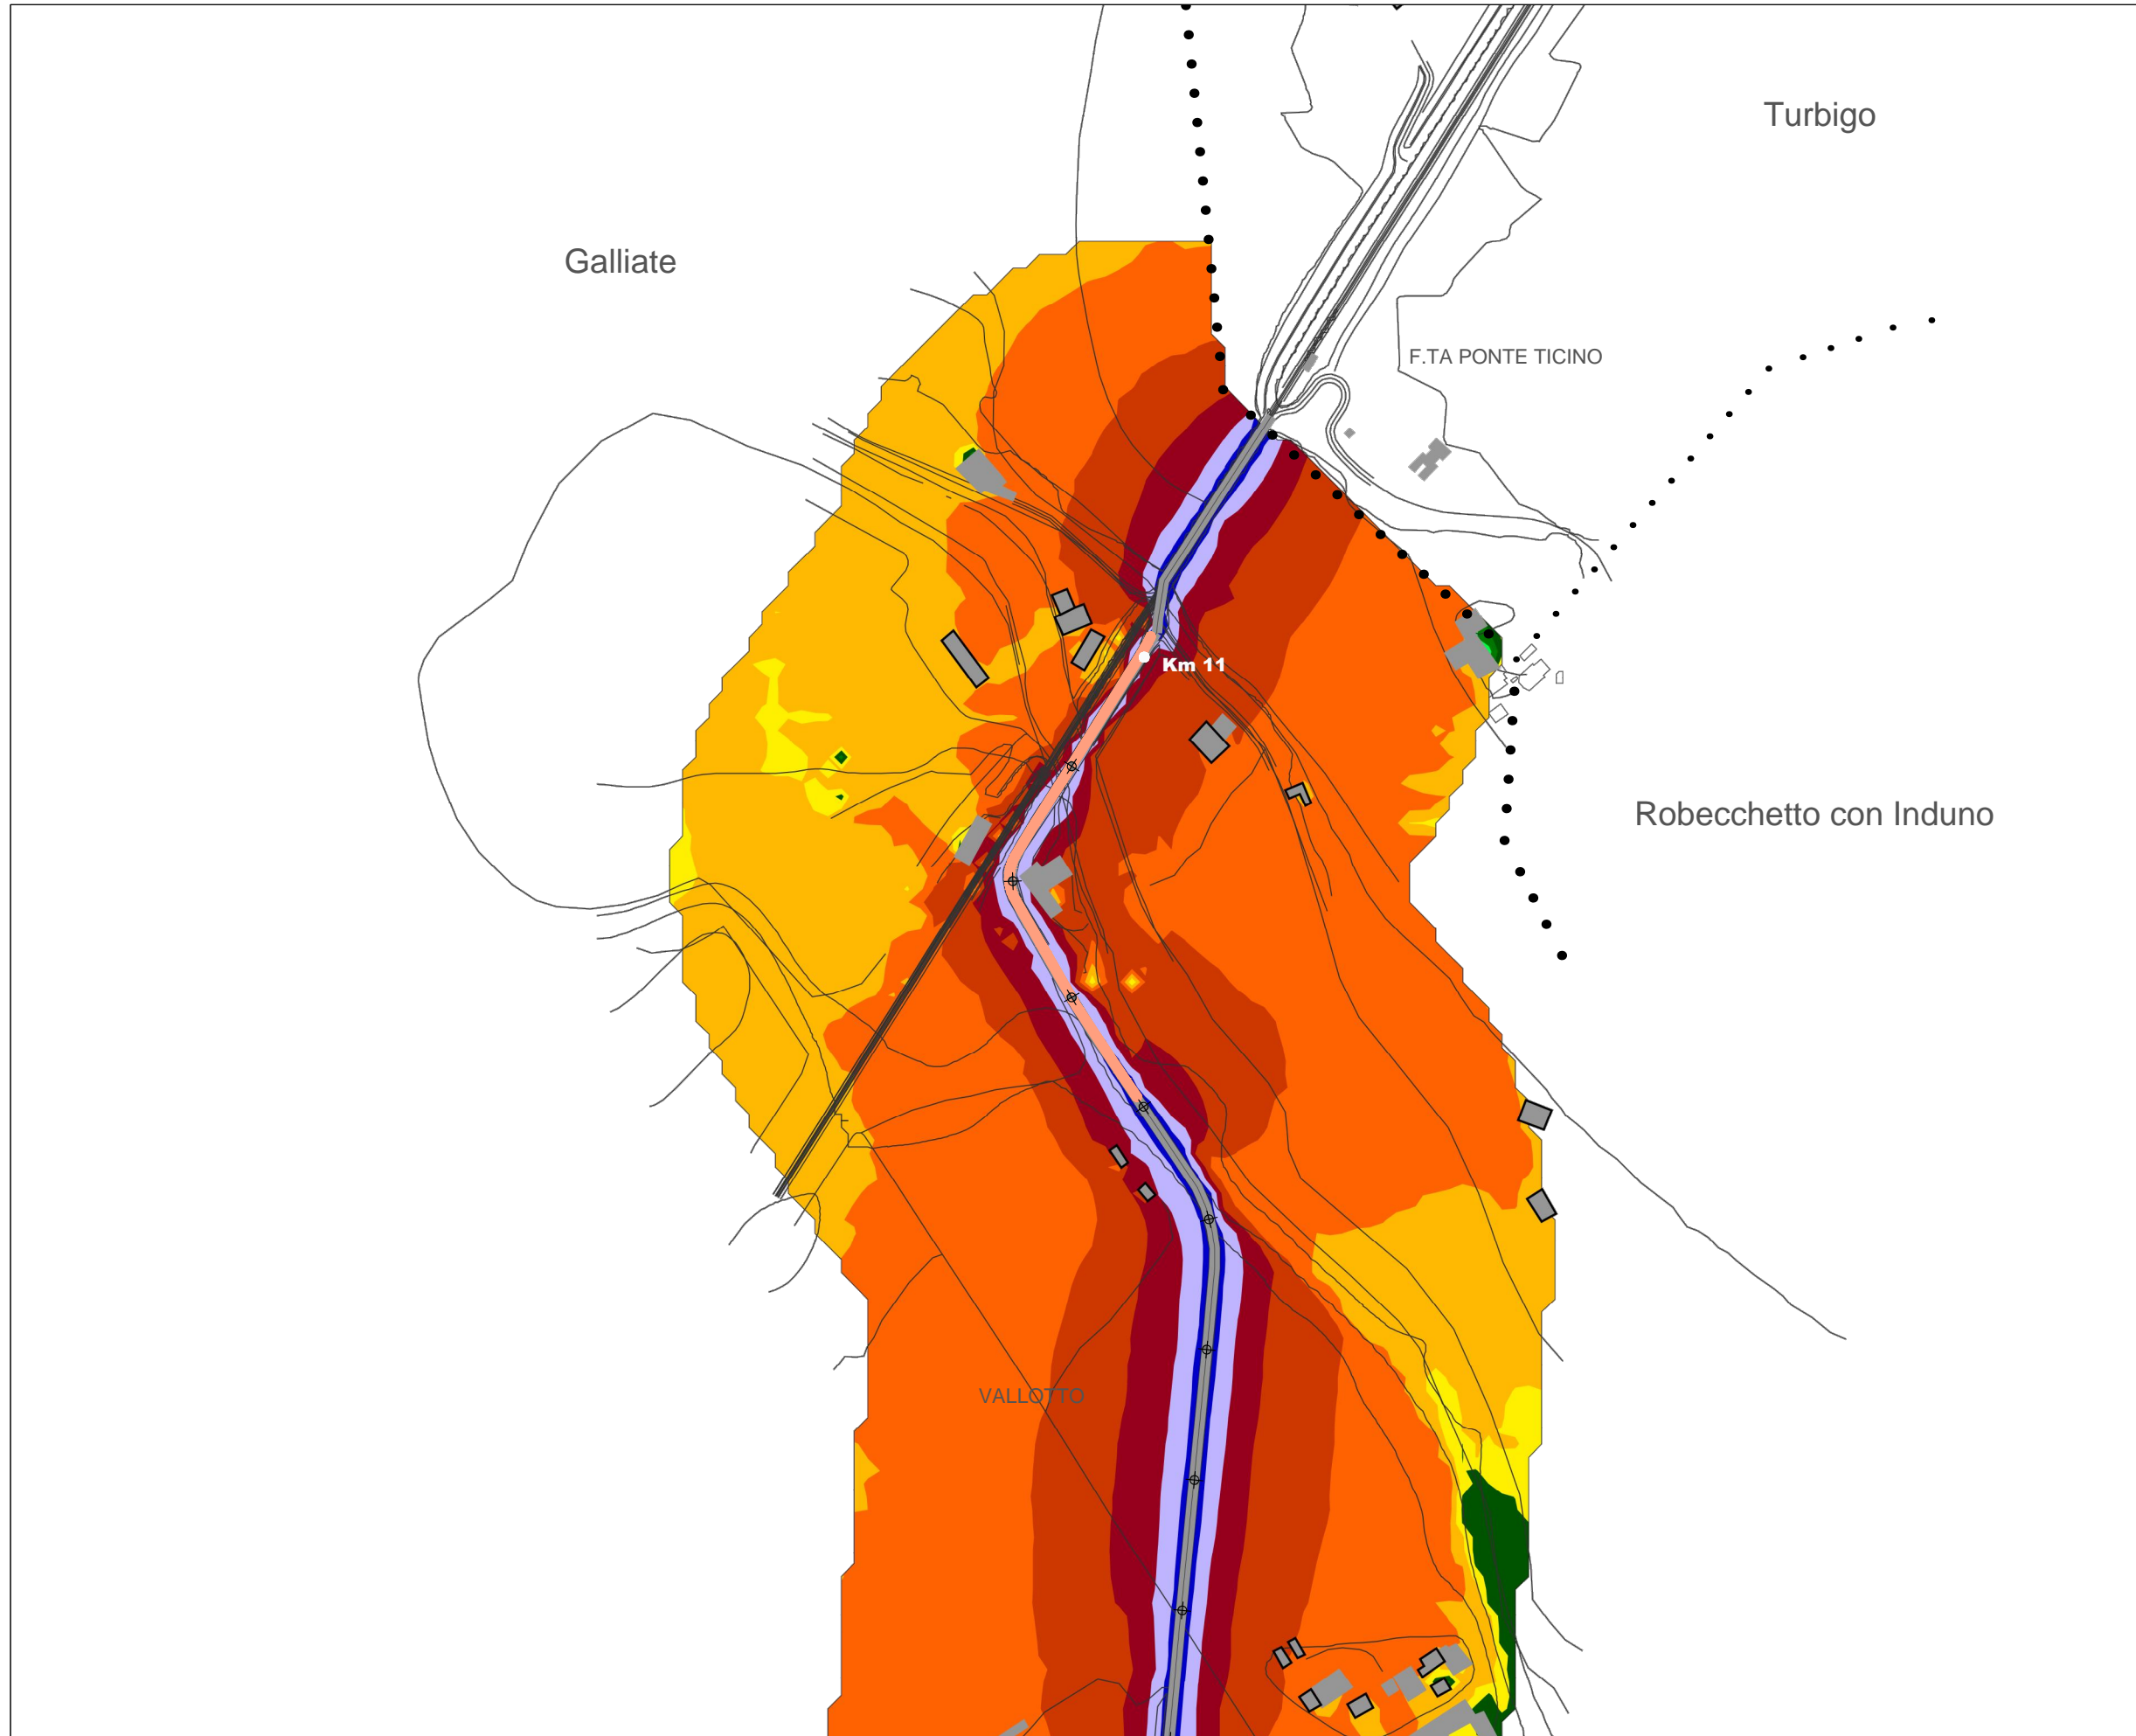 Turbigo
Galliate
F.TA PONTE TICINO
Km 11
Robecchetto con Induno
VALLOTTO